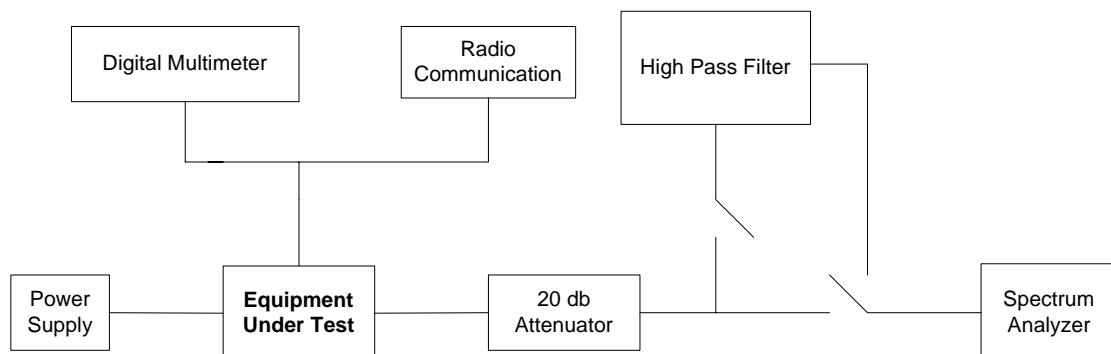 Digital Multimeter
Radio
Communication
High Pass Filter
Power
Supply
Equipment
Under Test
20 db
Attenuator
Spectrum
Analyzer